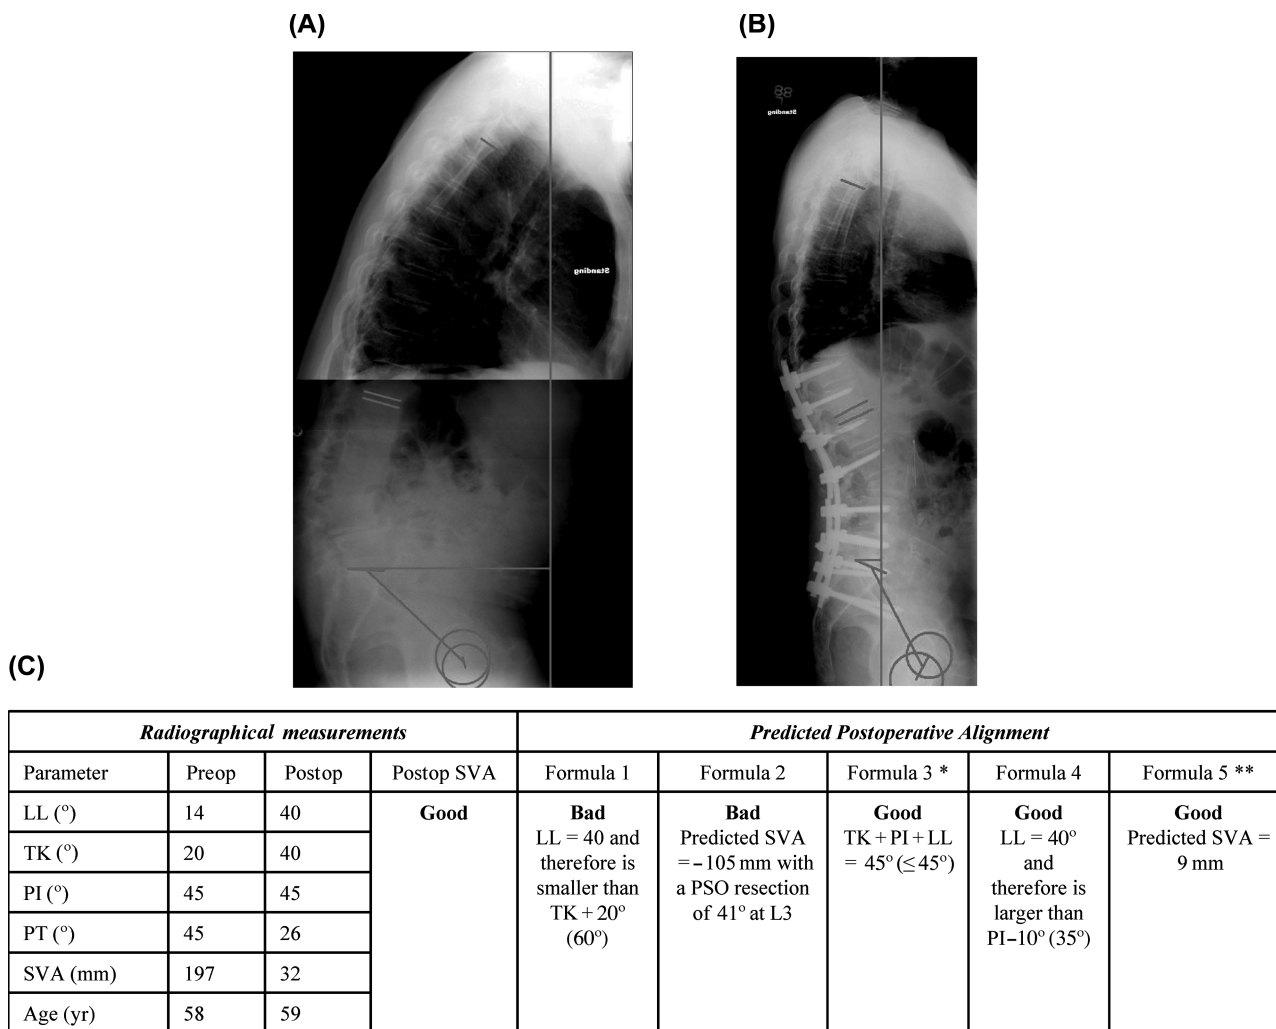 (A)
(B)
88
Standing
Standing
(C)
Radiographical measurements
Predicted Postoperative Alignment
Parameter
Preop
Postop
Postop SVA
Formula 1
Formula 2
Formula 3 *
Formula 4
Formula 5 **
LL (°)
14
40
Good
Bad
LL = 40 and
therefore is
smaller than
TK + 20°
(60°)
Bad
Predicted SVA
= –105 mm with
a PSO resection
of 41° at L3
Good
TK + PI + LL
= 45° (≤ 45°)
Good
LL = 40°
and
therefore is
larger than
PI–10° (35°)
Good
Predicted SVA =
9 mm
TK (°)
20
40
PI (°)
45
45
PT (°)
45
26
SVA (mm)
197
32
Age (yr)
58
59